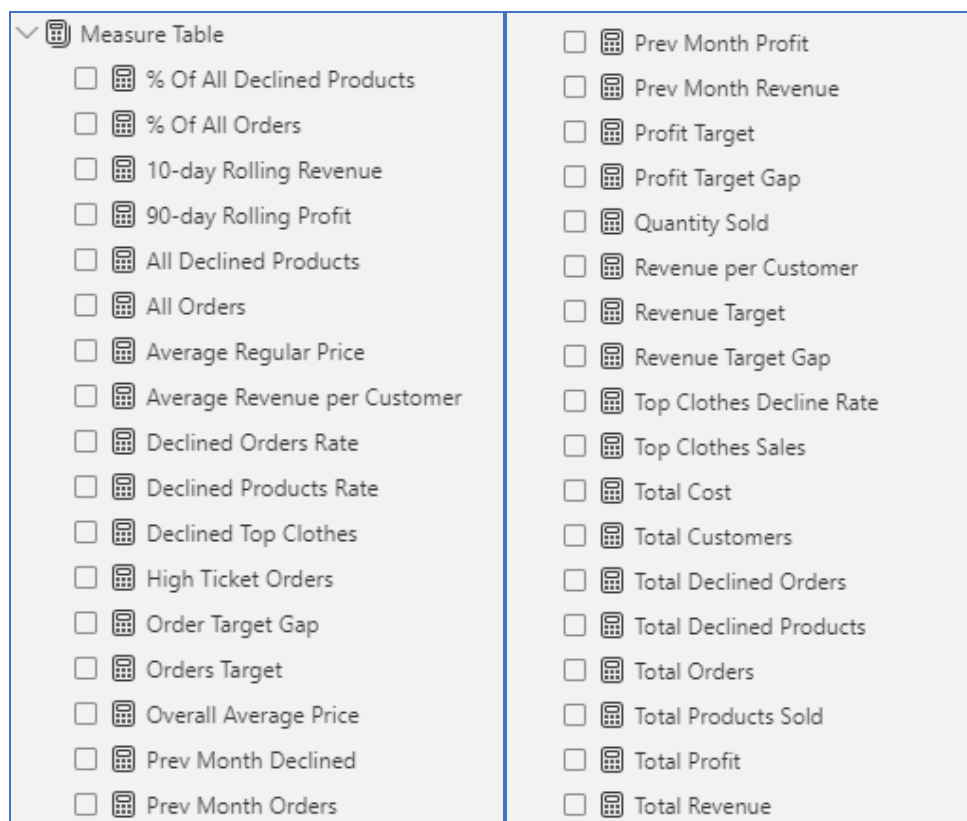 Measure Table
% Of All Declined Products
% Of All Orders
10-day Rolling Revenue
90-day Rolling Profit
All Declined Products
All Orders
Average Regular Price
Average Revenue per Customer
Declined Orders Rate
Declined Products Rate
Declined Top Clothes
High Ticket Orders
Order Target Gap
Orders Target
Overall Average Price
Prev Month Declined
Prev Month Orders
Prev Month Profit
Prev Month Revenue
Profit Target
Profit Target Gap
Quantity Sold
Revenue per Customer
Revenue Target
Revenue Target Gap
Top Clothes Decline Rate
Top Clothes Sales
Total Cost
Total Customers
Total Declined Orders
Total Declined Products
Total Orders
Total Products Sold
Total Profit
Total Revenue